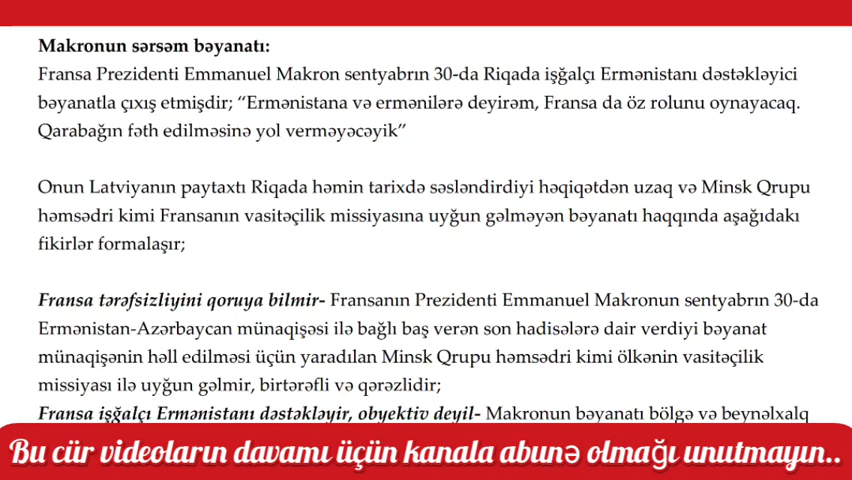 Makronun sərsəm bəyanatı:
Fransa Prezidenti Emmanuel Makron sentyabrın 30-da Riqada işğalçı Ermənistanı dəstəkləyici
bəyanatla çıxış etmişdir; “Ermənistana və ermənilərə deyirəm, Fransa da öz rolunu oynayacaq.
Qarabağın fəth edilməsinə yol verməyəcəyik”
Onun Latviyanın paytaxtı Riqada həmin tarixdə səsləndirdiyi həqiqətdən uzaq və Minsk Qrupu
həmsədri kimi Fransanın vasitəçilik missiyasına uyğun gəlməyən bəyanatı haqqında aşağıdakı
fikirlər formalaşır;
Fransa tərəfsizliyini qoruya bilmir- Fransanın Prezidenti Emmanuel Makronun sentyabrın 30-da
Ermənistan-Azərbaycan münaqişəsi ilə bağlı baş verən son hadisələrə dair verdiyi bəyanat
münaqişənin həll edilməsi üçün yaradılan Minsk Qrupu həmsədri kimi ölkənin vasitəçilik
missiyası ilə uyğun gəlmir, birtərəfli və qərəzlidir;
Fransa işğalçı Ermənistanı dəstəkləyir, obyektiv deyil- Makronun bəyanatı bölgə və beynəlxalq
Bu cür videoların davamı üçün kanala abunə olmağı unutmayın..